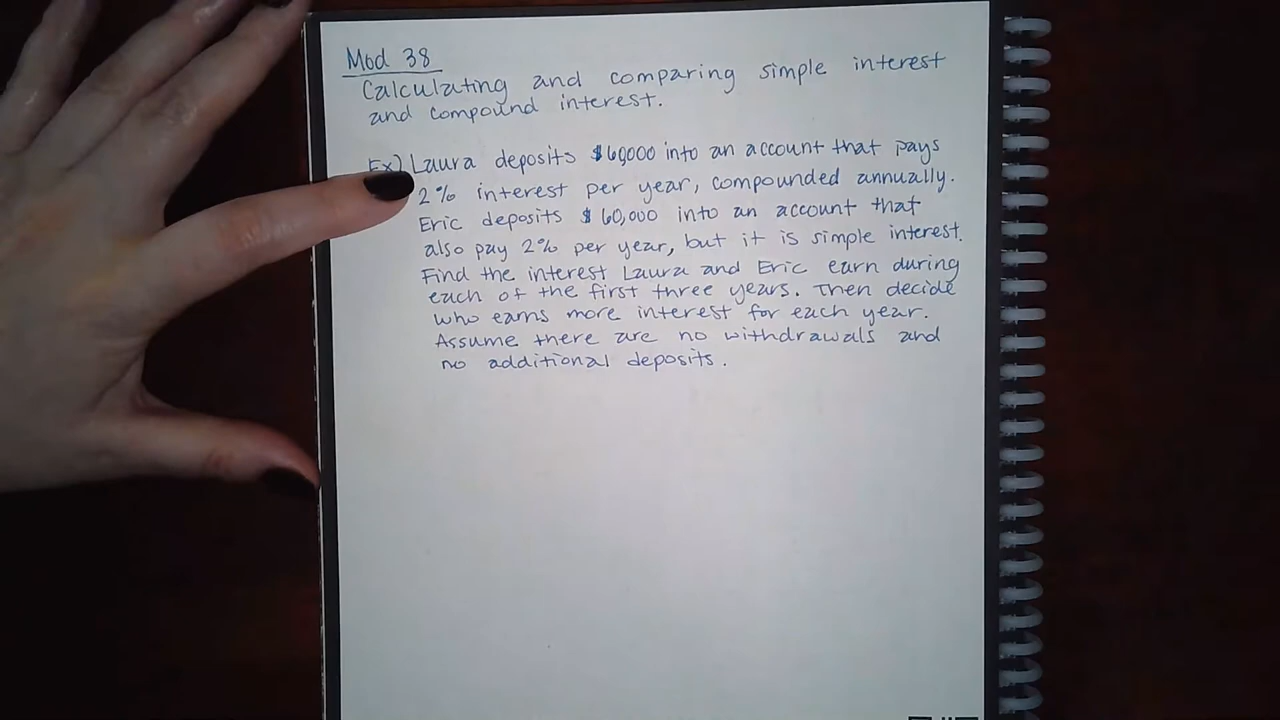 Mod 38
Calculating and comparing simple interest
and compound interest.
Ex) Laura deposits $60,000 into an account that pays
2% interest per year, compounded annually.
Eric deposits $60,000 into an account that
also pay 2% per year, but it is simple interest.
Find the interest Laura and Eric earn during
each of the first three years. Then decide
who earns more interest for each year.
Assume there are no withdrawals and
no additional deposits.